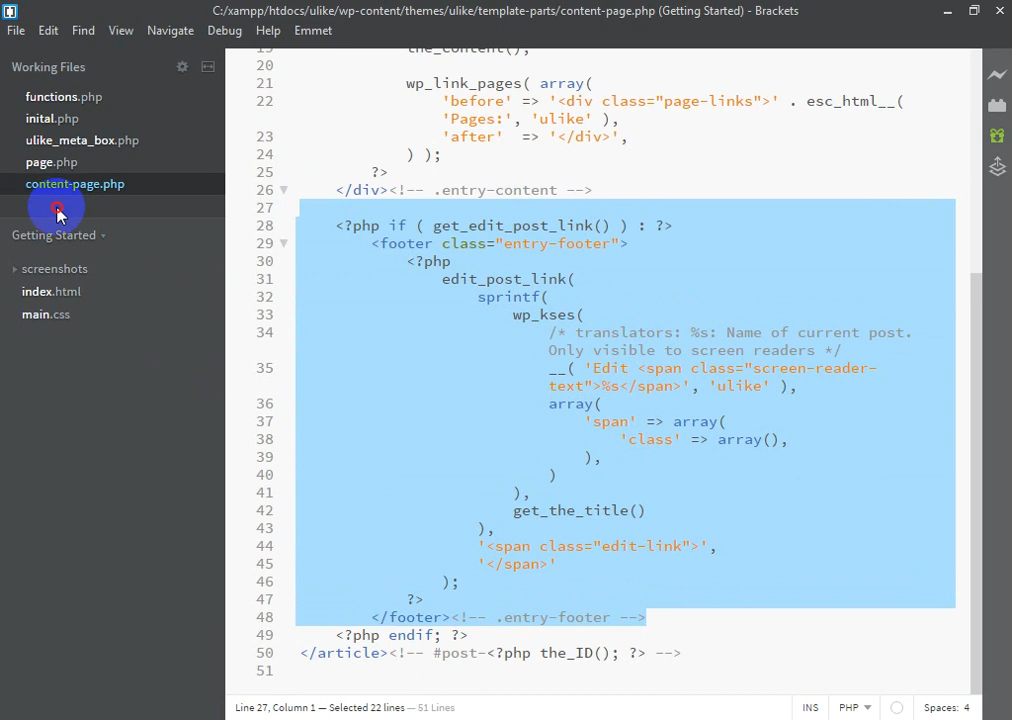 C:/xampp/htdocs/ulike/wp-content/themes/ulike/template-parts/content-page.php (Getting Started) - Brackets
File Edit Find View Navigate Debug Help Emmet
Working Files
functions.php
inital.php
ulike_meta_box.php
page.php
content-page.php
Getting Started
screenshots
index.html
main.css
19 the_content();
20
21 wp_link_pages( array(
22 'before' => '<div class="page-links">' . esc_html__(
'Pages:', 'ulike' ),
23 'after' => '</div>',
24 ) );
25 ?>
26 </div><!-- .entry-content -->
27
28 <?php if ( get_edit_post_link() ) : ?>
29 <footer class="entry-footer">
30 <?php
31 edit_post_link(
32 sprintf(
33 wp_kses(
34 /* translators: %s: Name of current post.
Only visible to screen readers */
35 __( 'Edit <span class="screen-reader-
text">%s</span>', 'ulike' ),
36 array(
37 'span' => array(
38 'class' => array(),
39 ),
40 )
41 ),
42 get_the_title()
43 ),
44 '<span class="edit-link">',
45 '</span>'
46 );
47 ?>
48 </footer><!-- .entry-footer -->
49 <?php endif; ?>
50 </article><!-- #post-<?php the_ID(); ?> -->
51
Line 27, Column 1 — Selected 22 lines — 51 Lines
INS PHP Spaces: 4